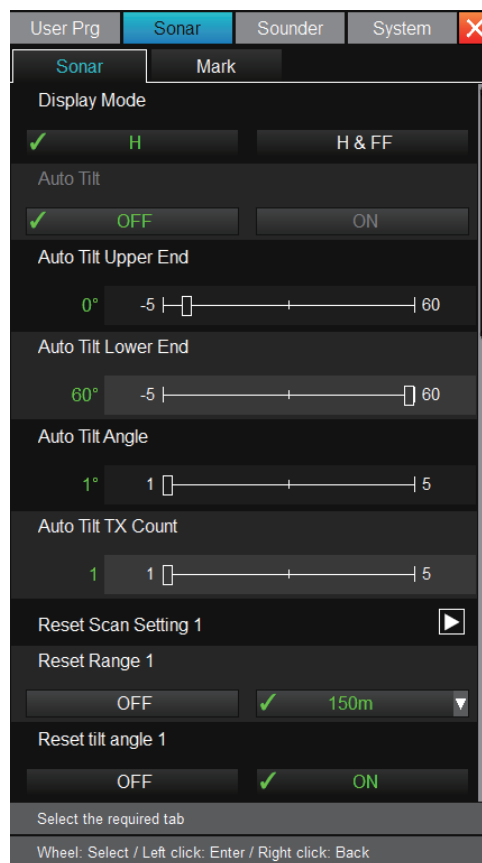 User Prg Sonar Sounder System
Sonar Mark
Display Mode
✓ H H & FF
Auto Tilt
✓ OFF ON
Auto Tilt Upper End
0° -5 60
Auto Tilt Lower End
60° -5 60
Auto Tilt Angle
1° 1 5
Auto Tilt TX Count
1 1 5
Reset Scan Setting 1
Reset Range 1
OFF ✓ 150m
Reset tilt angle 1
OFF ✓ ON
Select the required tab
Wheel: Select / Left click: Enter / Right click: Back